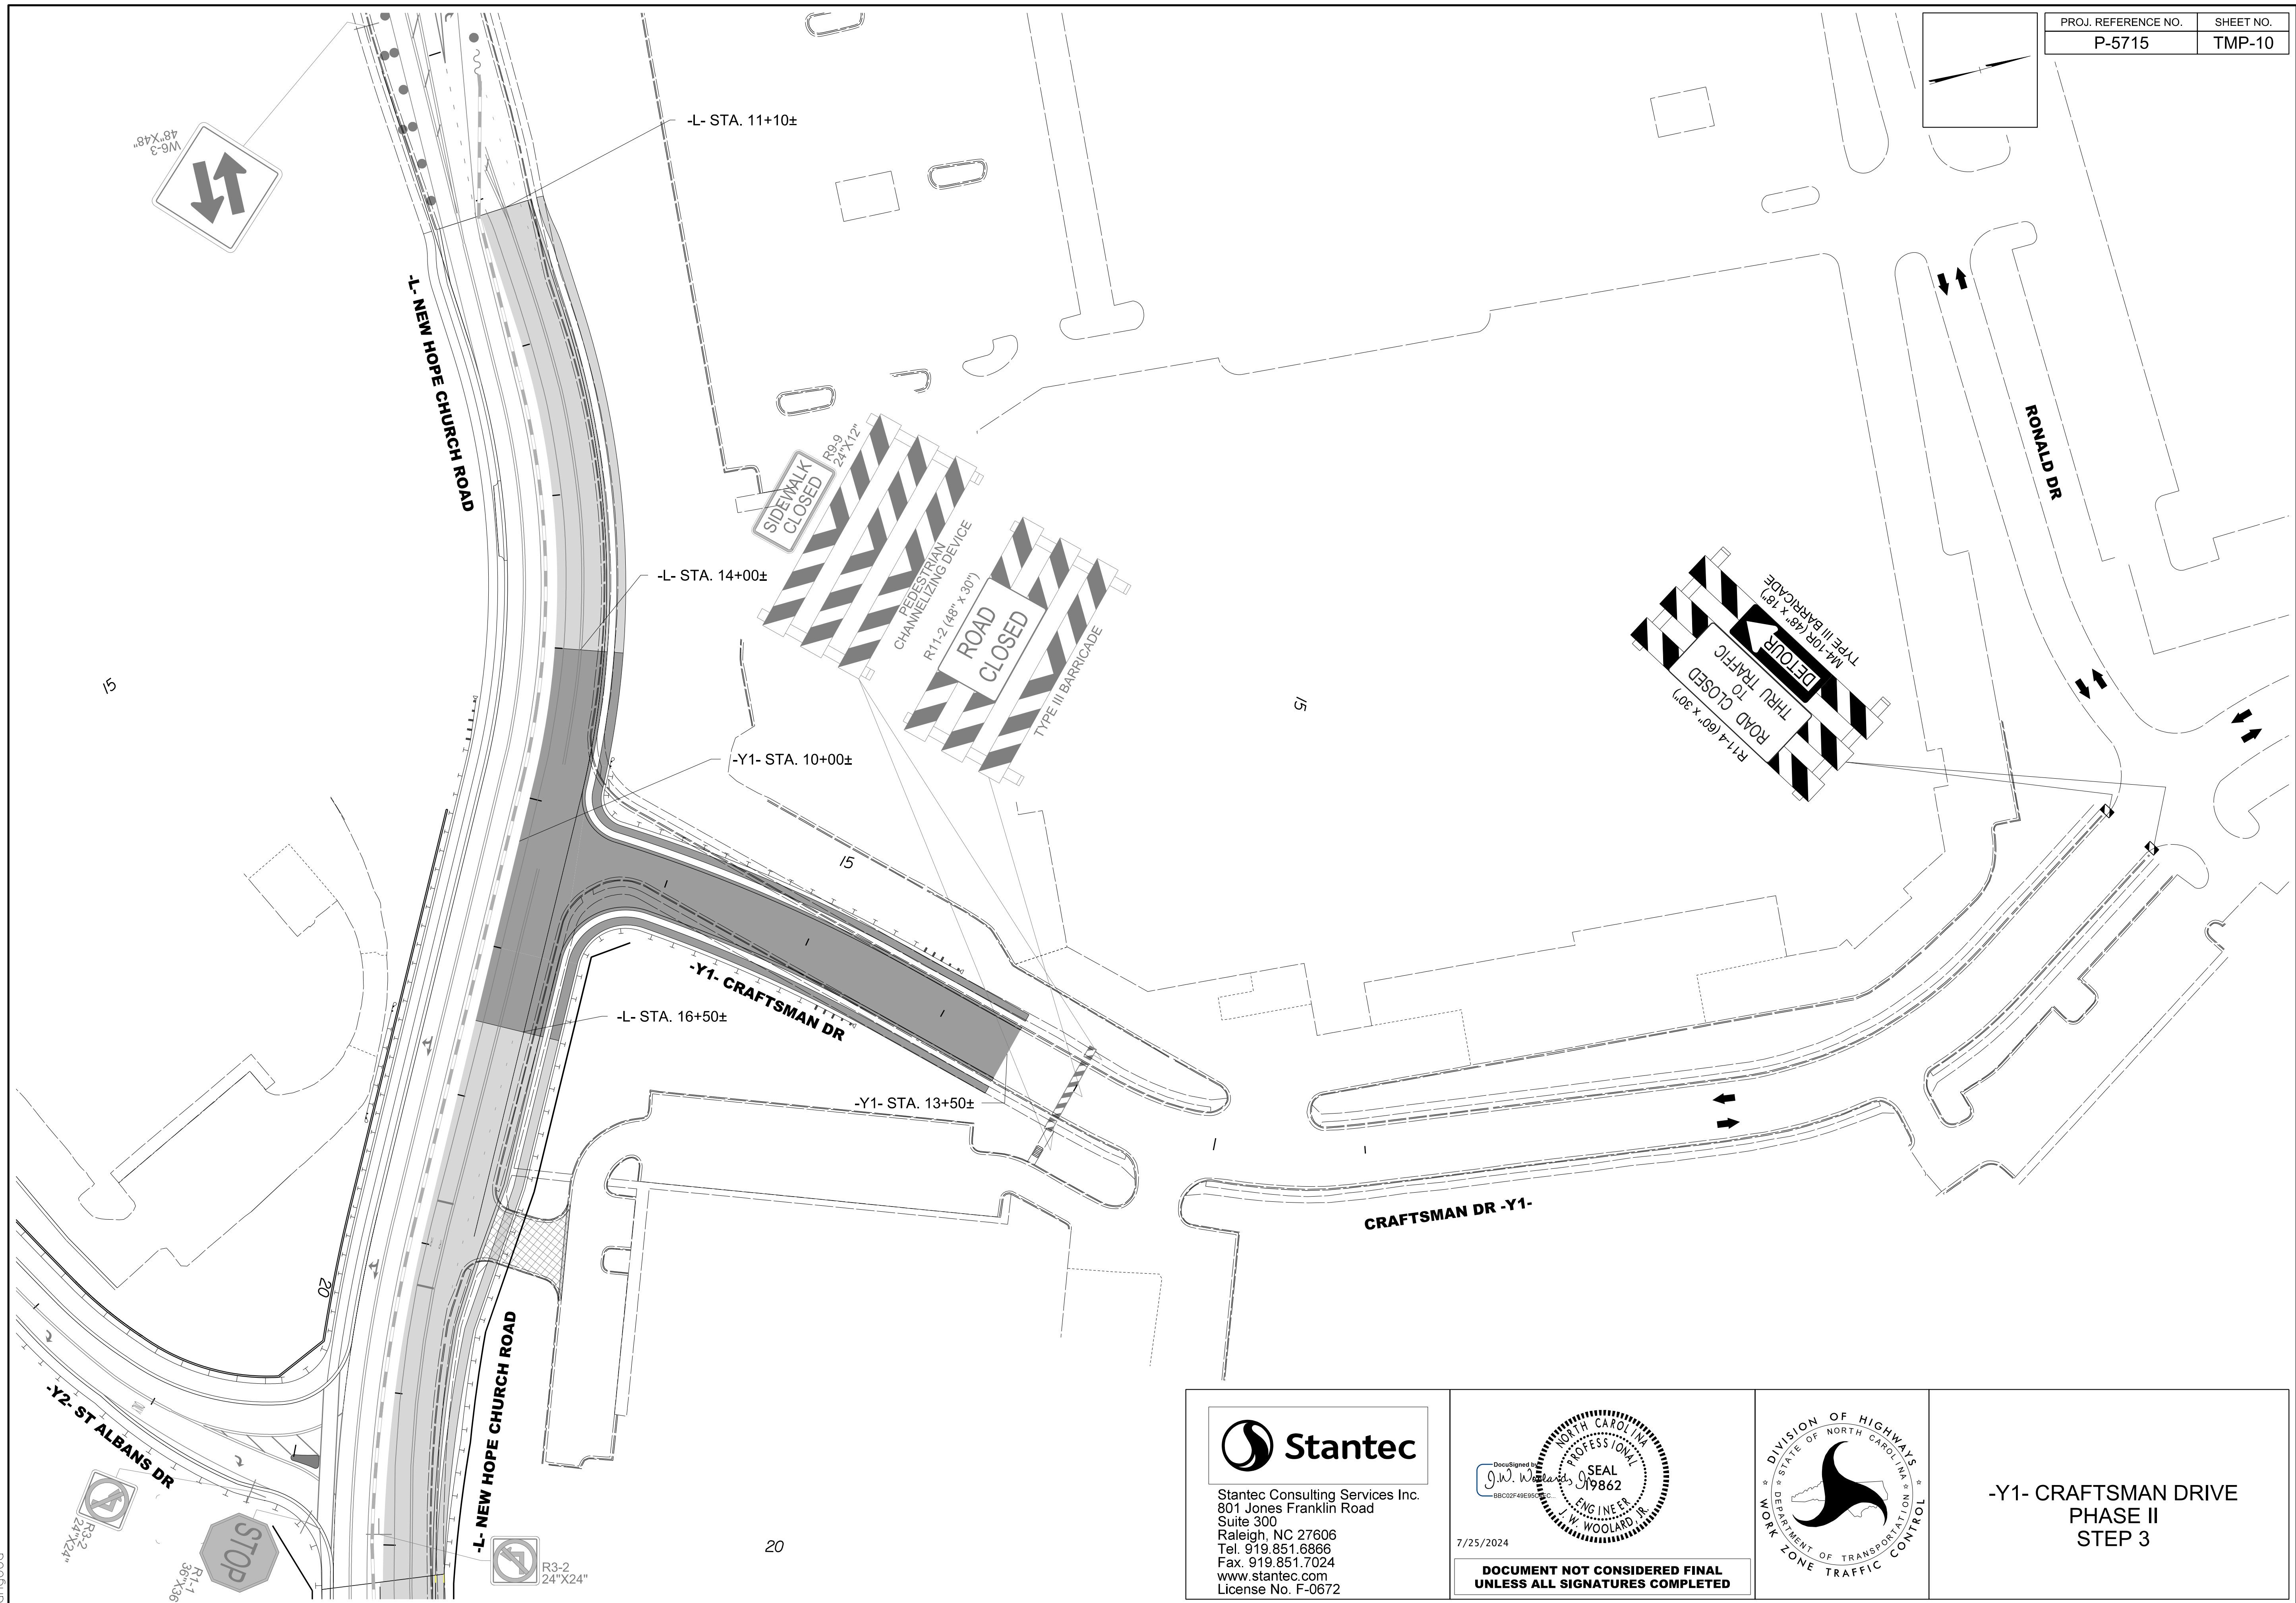 PROJ. REFERENCE NO.
SHEET NO.
P-5715
TMP-10
-L- STA. 11+10±
W6-3
48"X48"
-L- NEW HOPE CHURCH ROAD
RONALD DR
SIDEWALK
CLOSED
R9-9
24"X12"
PEDESTRIAN
CHANNELIZING DEVICE
R11-2 (48" x 30")
ROAD
CLOSED
TYPE III BARRICADE
-L- STA. 14+00±
15
15
R11-4 (60" x 30")
ROAD CLOSED
TO
THRU TRAFFIC
DETOUR
M4-10R (48" x 18")
TYPE III BARRICADE
-Y1- STA. 10+00±
15
-Y1- CRAFTSMAN DR
-L- STA. 16+50±
-Y1- STA. 13+50±
CRAFTSMAN DR -Y1-
20
-Y2- ST ALBANS DR
-L- NEW HOPE CHURCH ROAD
R3-2
24"X24"
STOP
R1-1
36"X36
R3-2
24"X24"
20
Stantec
Stantec Consulting Services Inc.
801 Jones Franklin Road
Suite 300
Raleigh, NC 27606
Tel. 919.851.6866
Fax. 919.851.7024
www.stantec.com
License No. F-0672
DocuSigned by
NORTH CAROLINA
PROFESSIONAL
SEAL
19862
ENGINEER
J. W. WOOLARD, JR.
7/25/2024
DOCUMENT NOT CONSIDERED FINAL
UNLESS ALL SIGNATURES COMPLETED
DIVISION OF HIGHWAYS
STATE OF NORTH CAROLINA
DEPARTMENT OF TRANSPORTATION
WORK ZONE TRAFFIC CONTROL
-Y1- CRAFTSMAN DRIVE
PHASE II
STEP 3